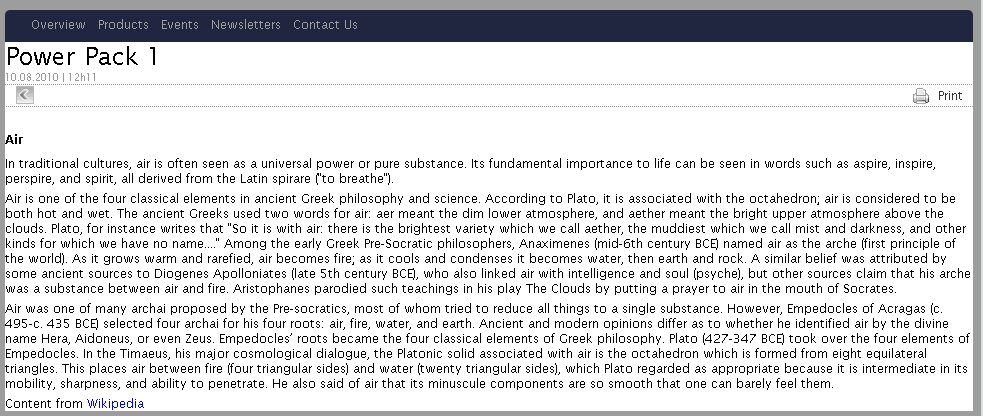 Overview Products Events Newsletters Contact Us
Power Pack 1
10.08.2010 | 12h11
Print
Air
In traditional cultures, air is often seen as a universal power or pure substance. Its fundamental importance to life can be seen in words such as aspire, inspire,
perspire, and spirit, all derived from the Latin spirare ("to breathe").
Air is one of the four classical elements in ancient Greek philosophy and science. According to Plato, it is associated with the octahedron; air is considered to be
both hot and wet. The ancient Greeks used two words for air: aer meant the dim lower atmosphere, and aether meant the bright upper atmosphere above the
clouds. Plato, for instance writes that "So it is with air: there is the brightest variety which we call aether, the muddiest which we call mist and darkness, and other
kinds for which we have no name...." Among the early Greek Pre-Socratic philosophers, Anaximenes (mid-6th century BCE) named air as the arche (first principle of
the world). As it grows warm and rarefied, air becomes fire; as it cools and condenses it becomes water, then earth and rock. A similar belief was attributed by
some ancient sources to Diogenes Apolloniates (late 5th century BCE), who also linked air with intelligence and soul (psyche), but other sources claim that his arche
was a substance between air and fire. Aristophanes parodied such teachings in his play The Clouds by putting a prayer to air in the mouth of Socrates.
Air was one of many archai proposed by the Pre-socratics, most of whom tried to reduce all things to a single substance. However, Empedocles of Acragas (c.
495-c. 435 BCE) selected four archai for his four roots: air, fire, water, and earth. Ancient and modern opinions differ as to whether he identified air by the divine
name Hera, Aidoneus, or even Zeus. Empedocles' roots became the four classical elements of Greek philosophy. Plato (427-347 BCE) took over the four elements of
Empedocles. In the Timaeus, his major cosmological dialogue, the Platonic solid associated with air is the octahedron which is formed from eight equilateral
triangles. This places air between fire (four triangular sides) and water (twenty triangular sides), which Plato regarded as appropriate because it is intermediate in its
mobility, sharpness, and ability to penetrate. He also said of air that its minuscule components are so smooth that one can barely feel them.
Content from Wikipedia